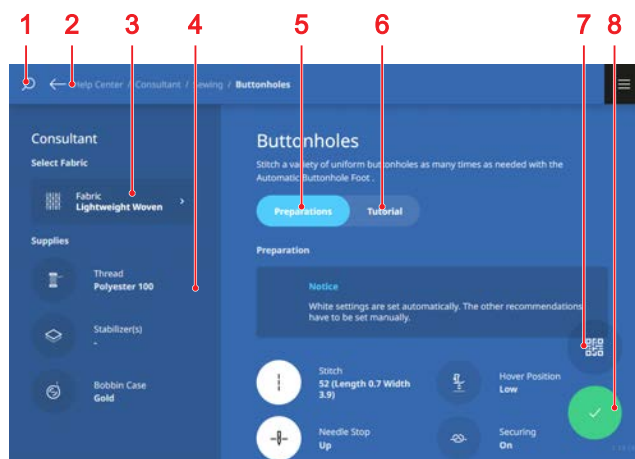 1 2 3 4 5 6 7 8
Help Center / Consultant / Sewing / Buttonholes
Consultant
Select Fabric
Fabric
Lightweight Woven
Supplies
Thread
Polyester 100
Stabilizer(s)
-
Bobbin Case
Gold
Buttonholes
Stitch a variety of uniform buttonholes as many times as needed with the
Automatic Buttonhole Foot .
Preparations Tutorial
Preparation
Notice
White settings are set automatically. The other recommendations
have to be set manually.
Stitch
52 (Length 0.7 Width
3.9)
Hover Position
Low
Needle Stop
Up
Securing
On